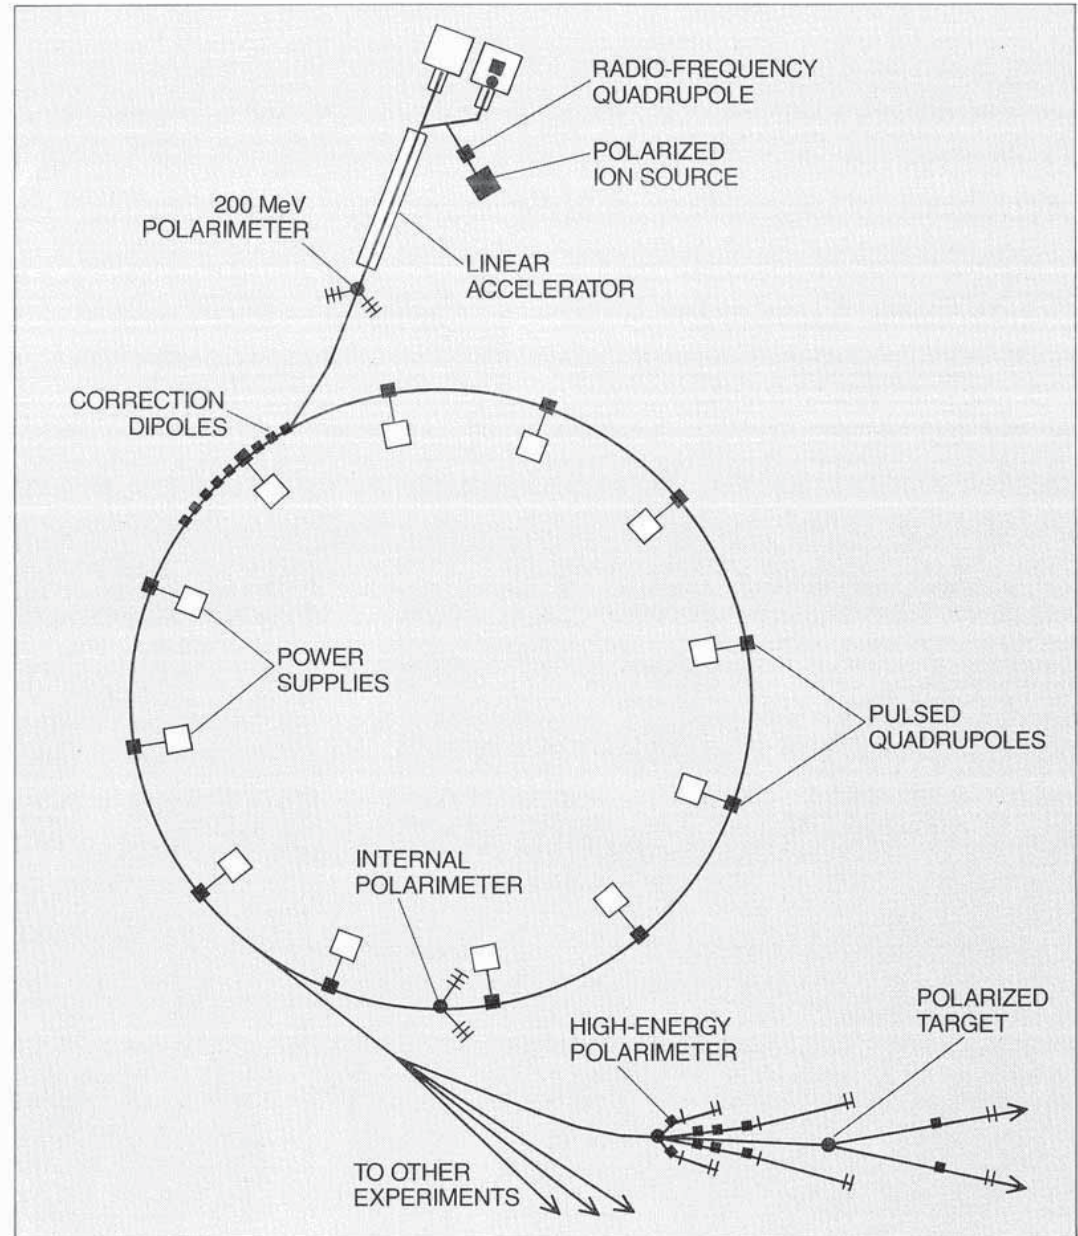 RADIO-FREQUENCY
QUADRUPOLE
POLARIZED
ION SOURCE
200 MeV
POLARIMETER
LINEAR
ACCELERATOR
CORRECTION
DIPOLES
POWER
SUPPLIES
PULSED
QUADRUPOLES
INTERNAL
POLARIMETER
HIGH-ENERGY
POLARIMETER
POLARIZED
TARGET
TO OTHER
EXPERIMENTS